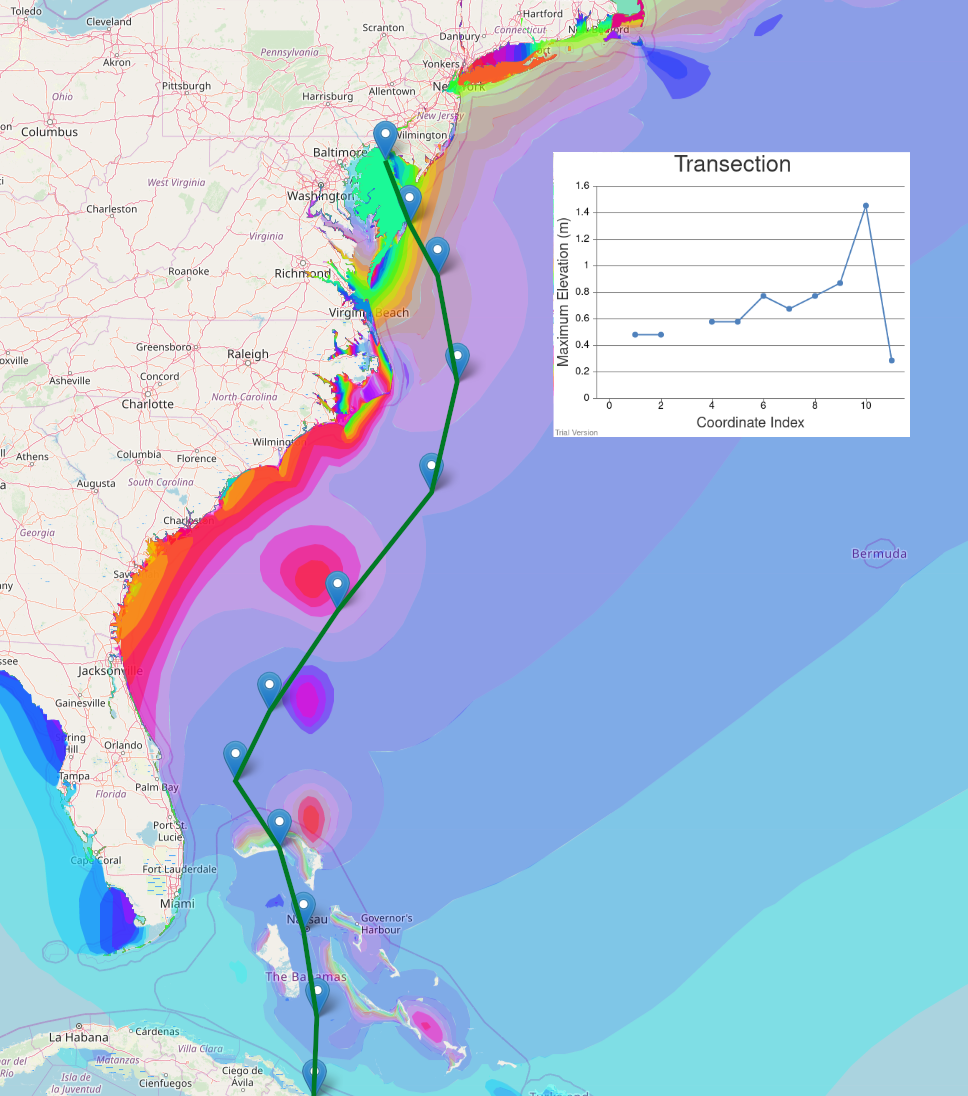 Toledo
Cleveland
Akron
Scranton
Hartford
Danbury
Connecticut
Pennsylvania
Yonkers
Pittsburgh
Allentown
Harrisburg
Ohio
Columbus
New Jersey
Wilmington
Baltimore
West Virginia
Washington
Charleston
Virginia
Richmond
Roanoke
Virginia Beach
Greensboro
Raleigh
Asheville
Concord
Charlotte
North Carolina
Athens
Columbia
Florence
Augusta
South Carolina
Georgia
Jacksonville
Gainesville
Orlando
Tampa
Palm Bay
Florida
Port St.
Lucie
Cape Coral
Fort Lauderdale
Miami
Nassau
Governor's
Harbour
The Bahamas
La Habana
Cárdenas
Villa Clara
Matanzas
Isla de
la Juventud
Cienfuegos
Ciego de
Ávila
Bermuda
Transection
Maximum Elevation (m)
1.6
1.4
1.2
1
0.8
0.6
0.4
0.2
0
0
2
4
6
8
10
Coordinate Index
Trial Version